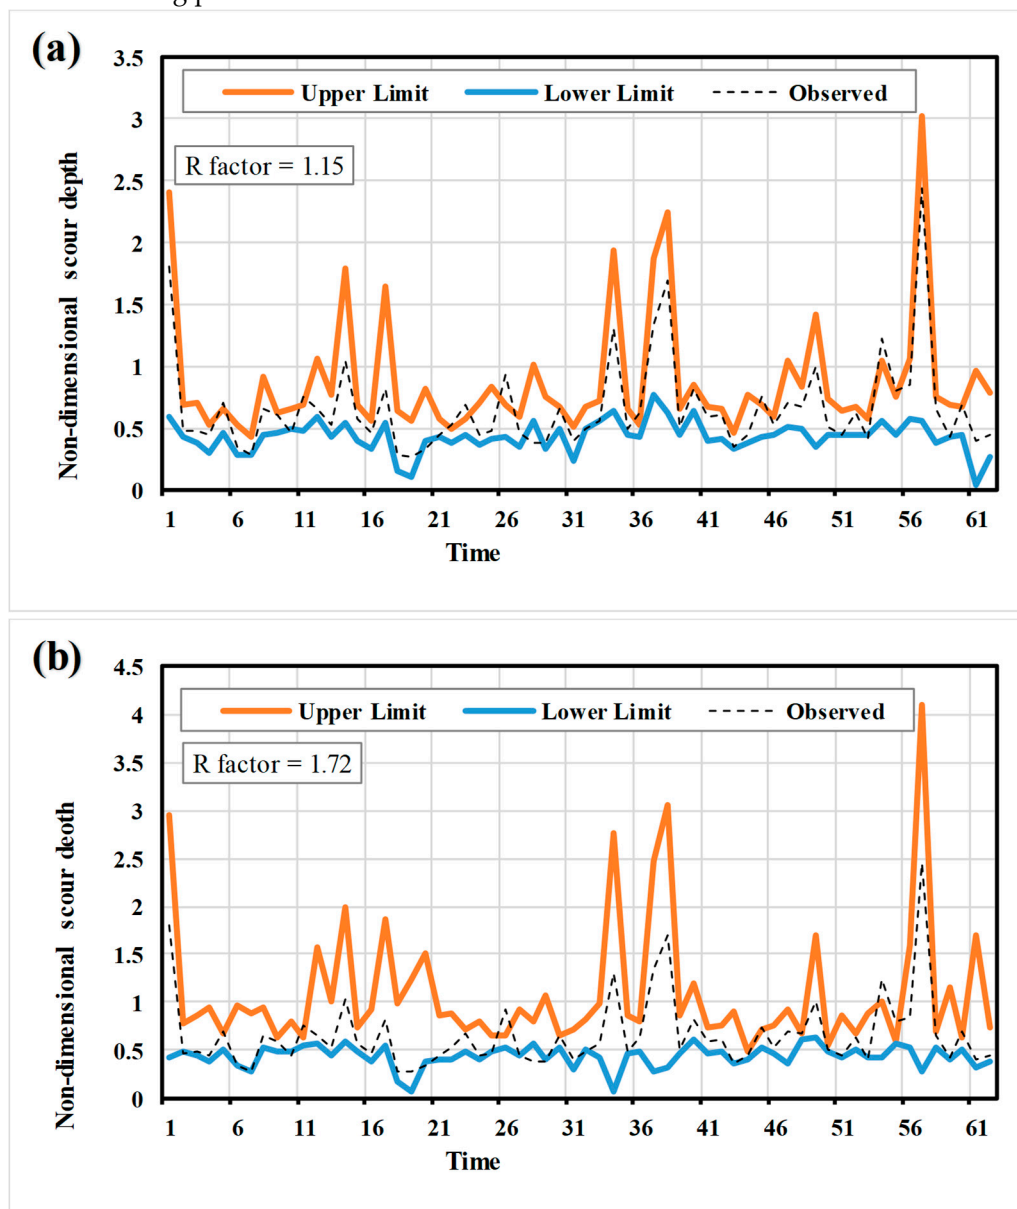 (a)
3.5
Upper Limit Lower Limit Observed
3
R factor = 1.15
2.5
2
1.5
1
0.5
0
Non-dimensional scour depth
1 6 11 16 21 26 31 36 41 46 51 56 61
Time
(b)
4.5
Upper Limit Lower Limit Observed
4
R factor = 1.72
3.5
3
2.5
2
1.5
1
0.5
0
Non-dimensional scour deoth
1 6 11 16 21 26 31 36 41 46 51 56 61
Time